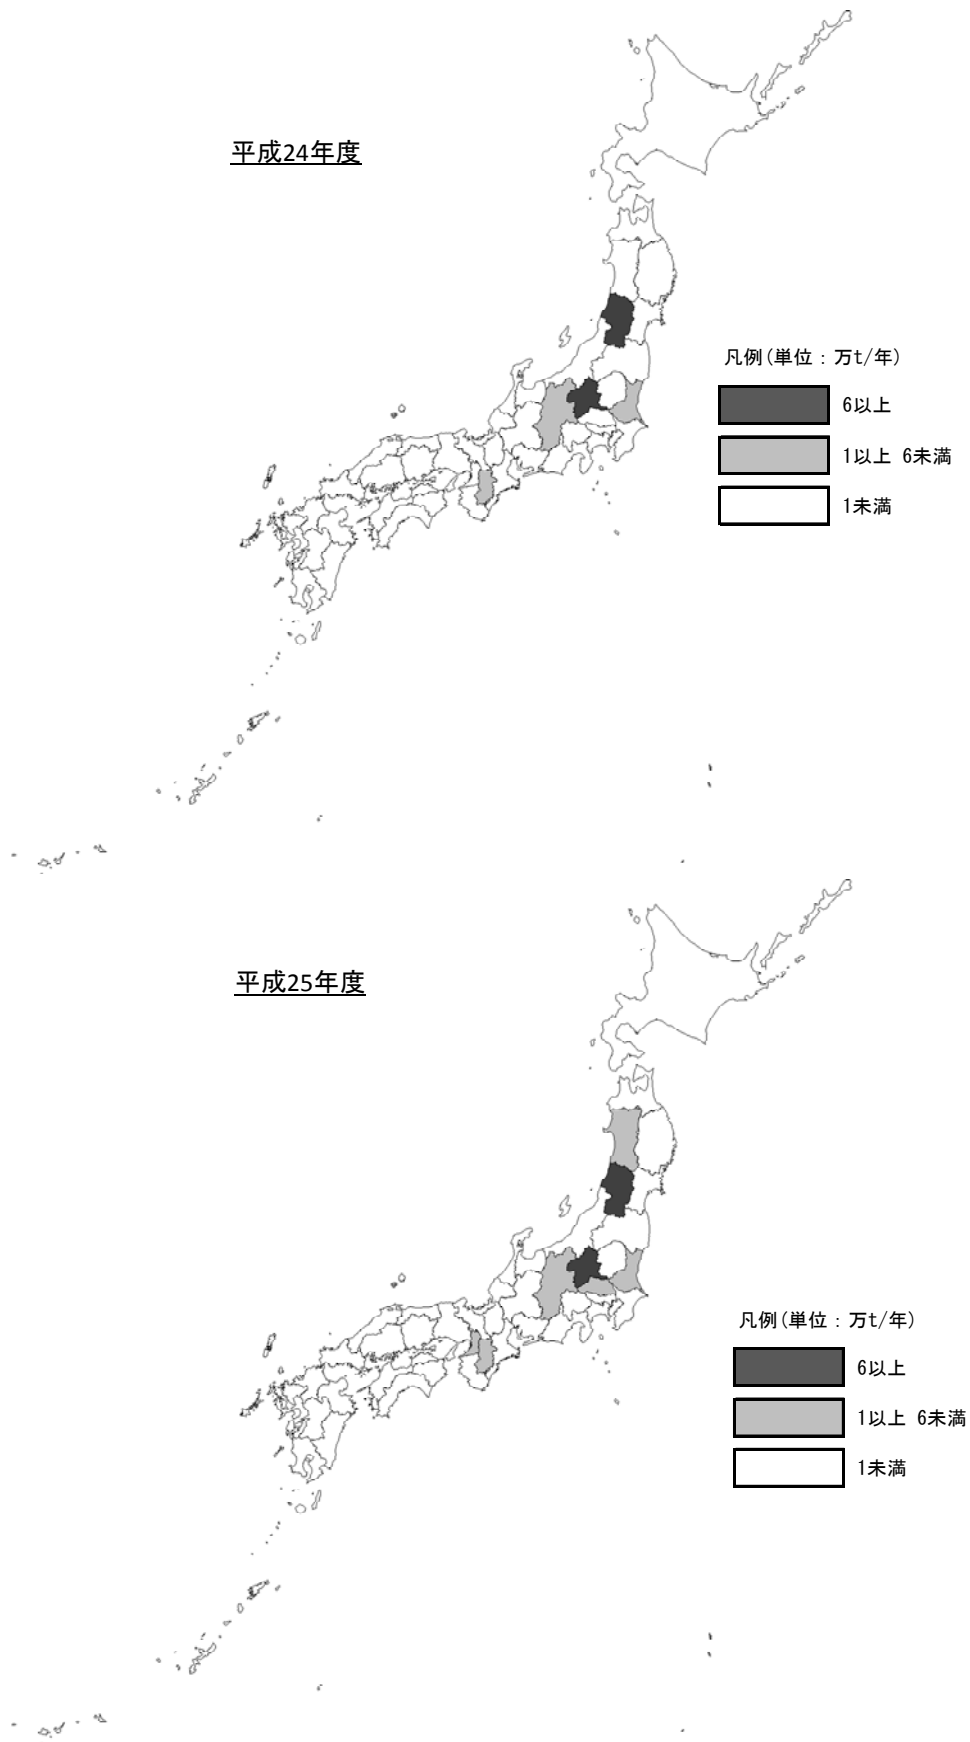 平成24年度
凡例(単位：万t/年)
6以上
1以上 6未満
1未満
平成25年度
凡例(単位：万t/年)
6以上
1以上 6未満
1未満